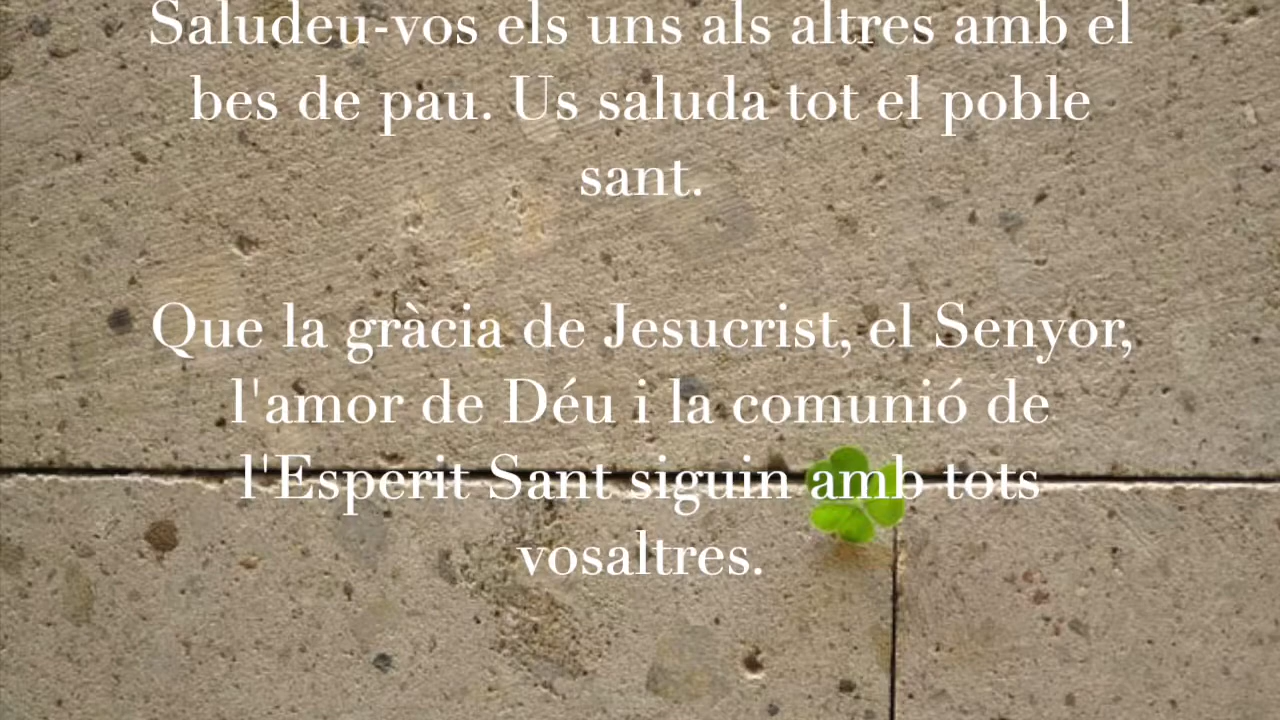 Saludeu-vos els uns als altres amb el
bes de pau. Us saluda tot el poble
sant.
Que la gràcia de Jesucrist, el Senyor,
l'amor de Déu i la comunió de
l'Esperit Sant siguin amb tots
vosaltres.